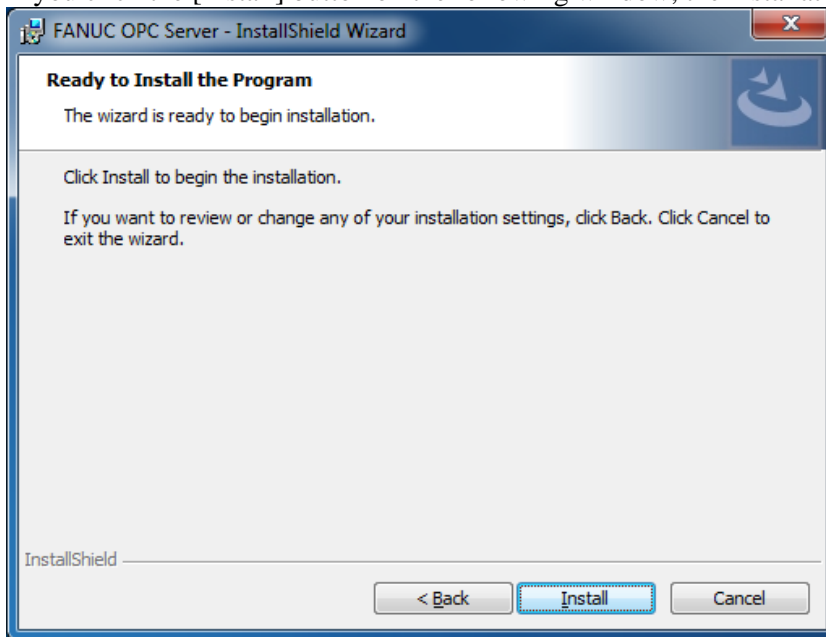 FANUC OPC Server - InstallShield Wizard
Ready to Install the Program
The wizard is ready to begin installation.
Click Install to begin the installation.
If you want to review or change any of your installation settings, click Back. Click Cancel to
exit the wizard.
InstallShield
< Back Install Cancel